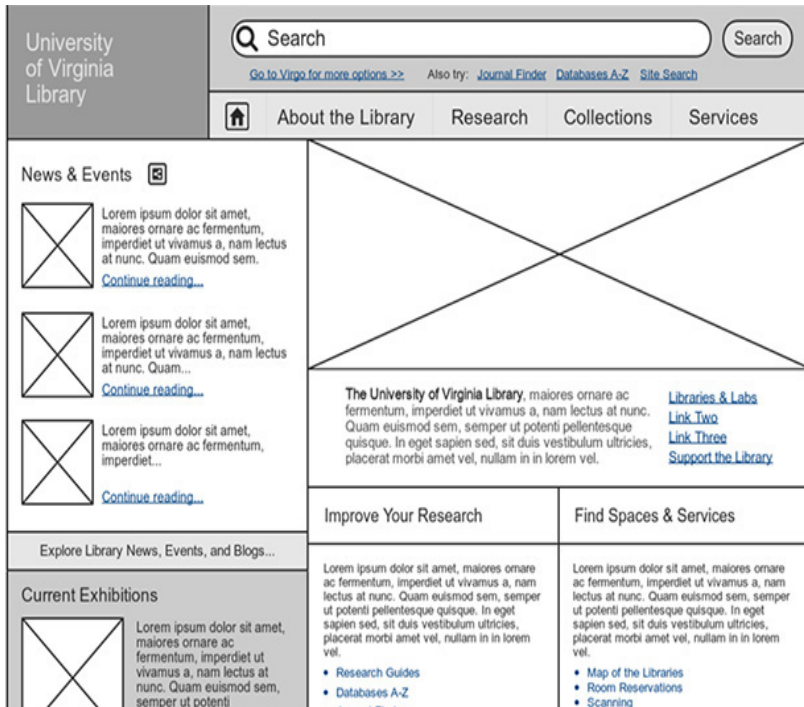 University
of Virginia
Library
Search
Search
Go to Virgo for more options >>
Also try: Journal Finder Databases A-Z Site Search
About the Library Research Collections Services
News & Events
Lorem ipsum dolor sit amet,
maiores ornare ac fermentum,
imperdiet ut vivamus a, nam lectus
at nunc. Quam euismod sem.
Continue reading...
Lorem ipsum dolor sit amet,
maiores ornare ac fermentum,
imperdiet ut vivamus a, nam lectus
at nunc. Quam...
Continue reading...
Lorem ipsum dolor sit amet,
maiores ornare ac fermentum,
imperdiet...
Continue reading...
Explore Library News, Events, and Blogs...
Current Exhibitions
Lorem ipsum dolor sit amet,
maiores ornare ac
fermentum, imperdiet ut
vivamus a, nam lectus at
nunc. Quam euismod sem,
semper ut potenti
The University of Virginia Library, maiores ornare ac
fermentum, imperdiet ut vivamus a, nam lectus at nunc.
Quam euismod sem, semper ut potenti pellentesque
quisque. In eget sapien sed, sit duis vestibulum ultricies,
placerat morbi amet vel, nullam in in lorem vel.
Libraries & Labs
Link Two
Link Three
Support the Library
Improve Your Research
Lorem ipsum dolor sit amet, maiores ornare
ac fermentum, imperdiet ut vivamus a, nam
lectus at nunc. Quam euismod sem, semper
ut potenti pellentesque quisque. In eget
sapien sed, sit duis vestibulum ultricies,
placerat morbi amet vel, nullam in in lorem
vel.
• Research Guides
• Databases A-Z
Find Spaces & Services
Lorem ipsum dolor sit amet, maiores ornare
ac fermentum, imperdiet ut vivamus a, nam
lectus at nunc. Quam euismod sem, semper
ut potenti pellentesque quisque. In eget
sapien sed, sit duis vestibulum ultricies,
placerat morbi amet vel, nullam in in lorem
vel.
• Map of the Libraries
• Room Reservations
• Scanning